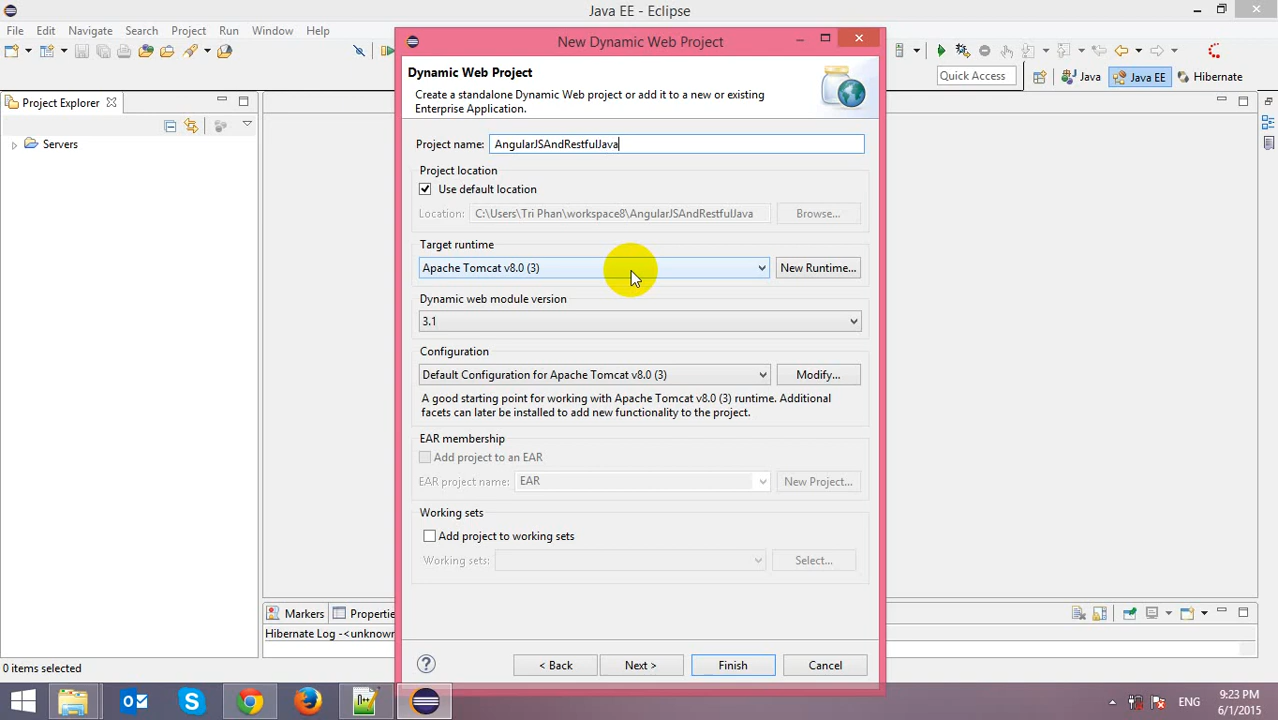 Java EE - Eclipse
File Edit Navigate Search Project Run Window Help
New Dynamic Web Project
Quick Access
Java
Java EE
Hibernate
Project Explorer
Servers
Dynamic Web Project
Create a standalone Dynamic Web project or add it to a new or existing
Enterprise Application.
Project name: AngularJSAndRestfulJava
Project location
Use default location
Location: C:\Users\Tri Phan\workspace8\AngularJSAndRestfulJava Browse...
Target runtime
Apache Tomcat v8.0 (3) New Runtime...
Dynamic web module version
3.1
Configuration
Default Configuration for Apache Tomcat v8.0 (3) Modify...
A good starting point for working with Apache Tomcat v8.0 (3) runtime. Additional
facets can later be installed to add new functionality to the project.
EAR membership
Add project to an EAR
EAR project name: EAR New Project...
Working sets
Add project to working sets
Working sets: Select...
Markers Properties
Hibernate Log -<unknown
< Back Next > Finish Cancel
0 items selected
ENG
9:23 PM
6/1/2015